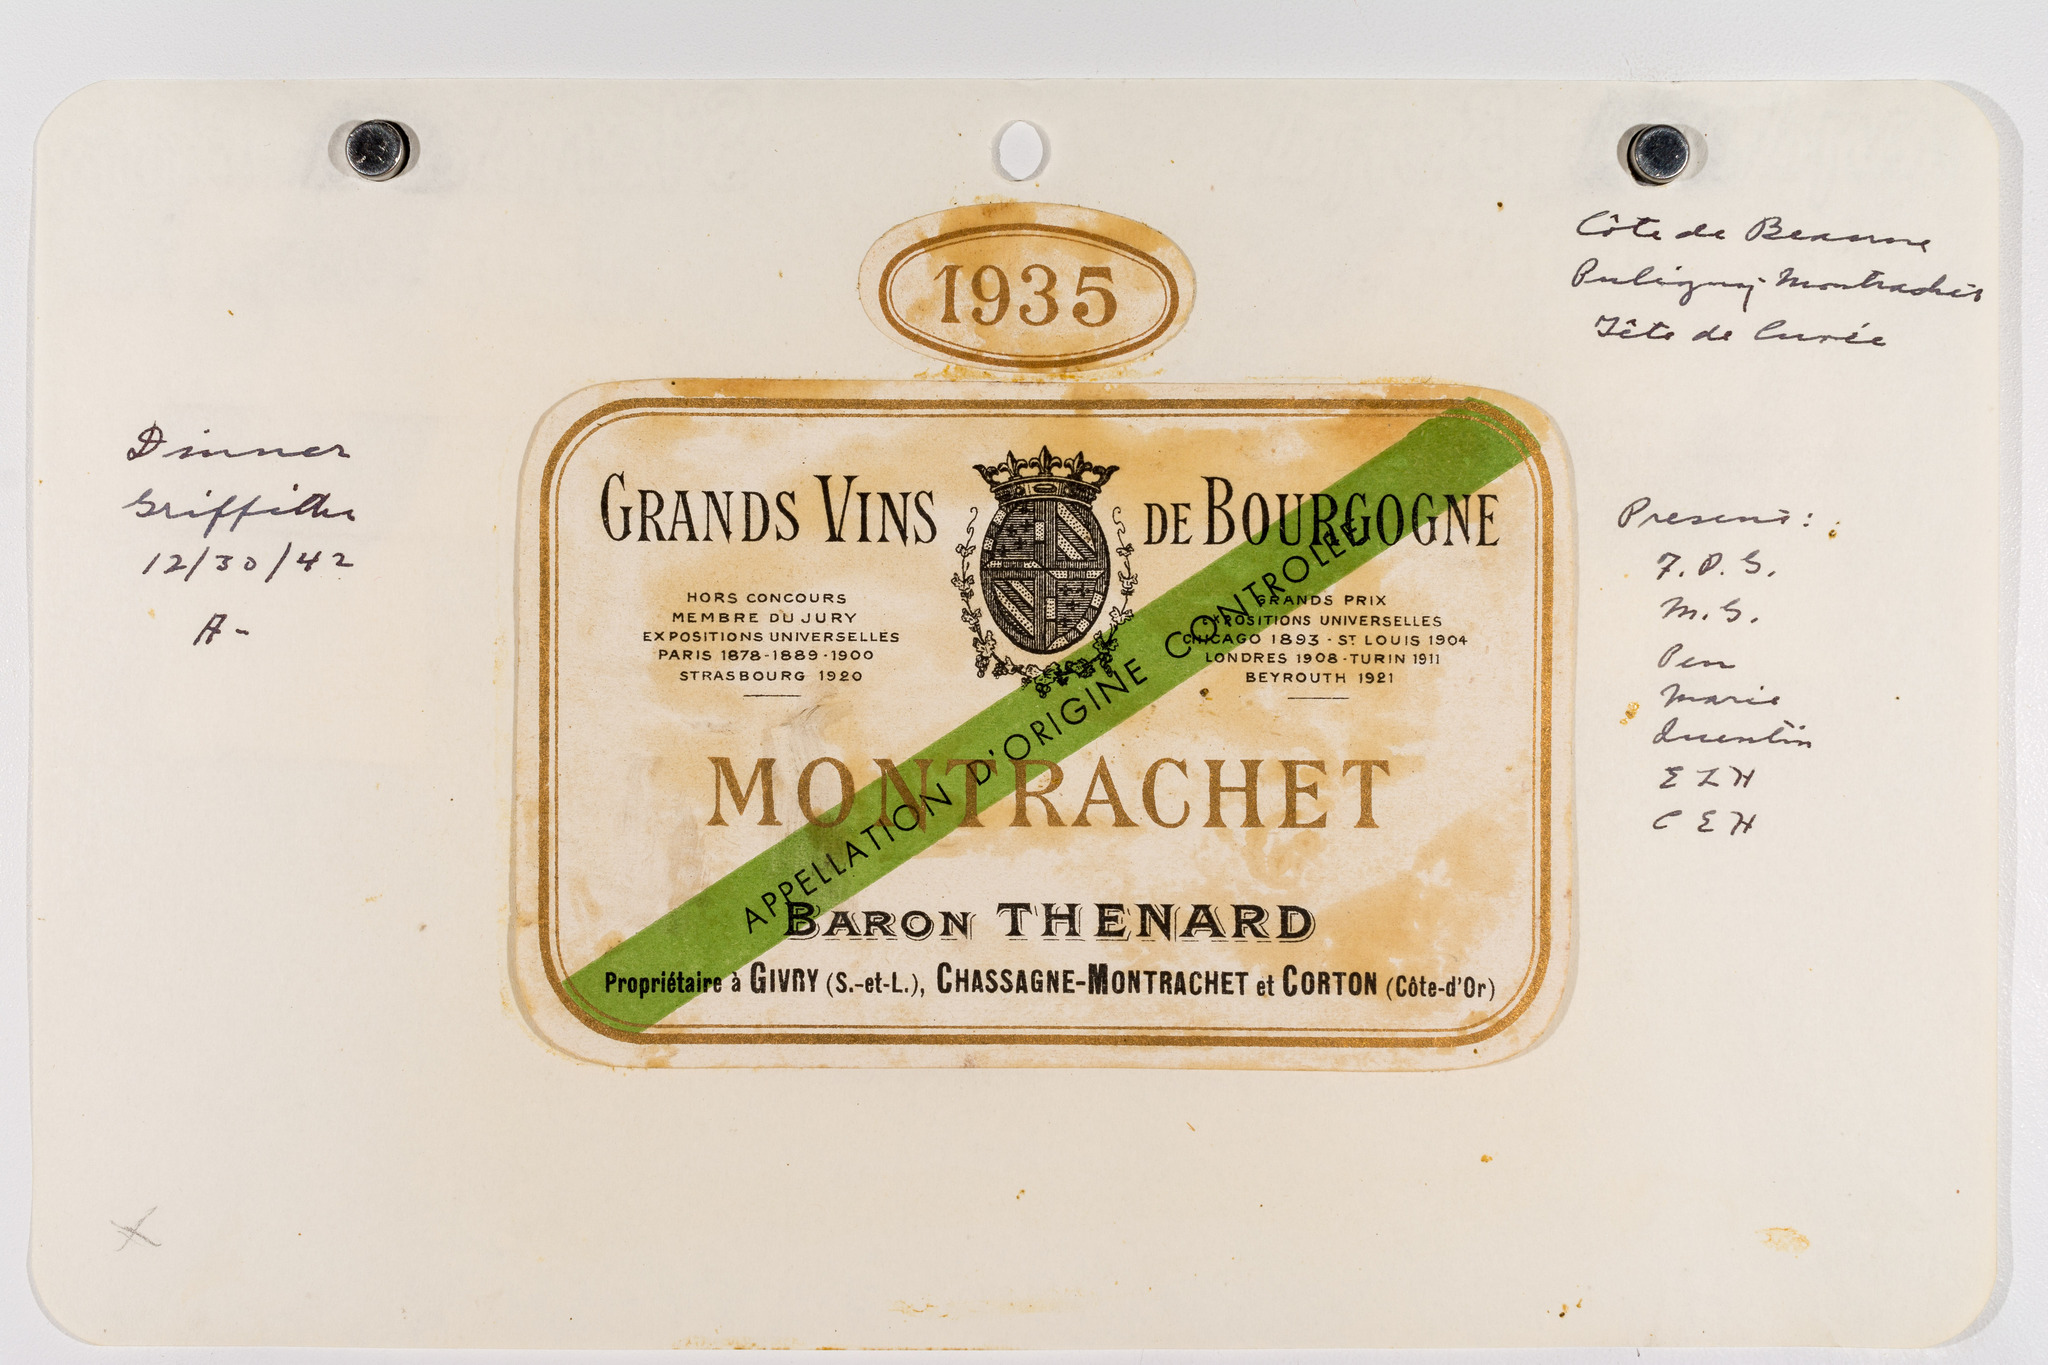 1935
Côte de Beaune
Puligny-Montrachet
Tête de Cuvée
Dinner
Griffiths
12/30/42
A-
GRANDS VINS DE BOURGOGNE
HORS CONCOURS
MEMBRE DU JURY
EXPOSITIONS UNIVERSELLES
PARIS 1878-1889-1900
STRASBOURG 1920
GRANDS PRIX
EXPOSITIONS UNIVERSELLES
CHICAGO 1893 - ST LOUIS 1904
LONDRES 1908 - TURIN 1911
BEYROUTH 1921
APPELLATION D'ORIGINE CONTROLÉE
MONTRACHET
BARON THENARD
Propriétaire à GIVRY (S.-et-L.), CHASSAGNE-MONTRACHET et CORTON (Côte-d'Or)
Present:
F.P.G.
M.G.
Pen
Marie
Quentin
ELH
CEH